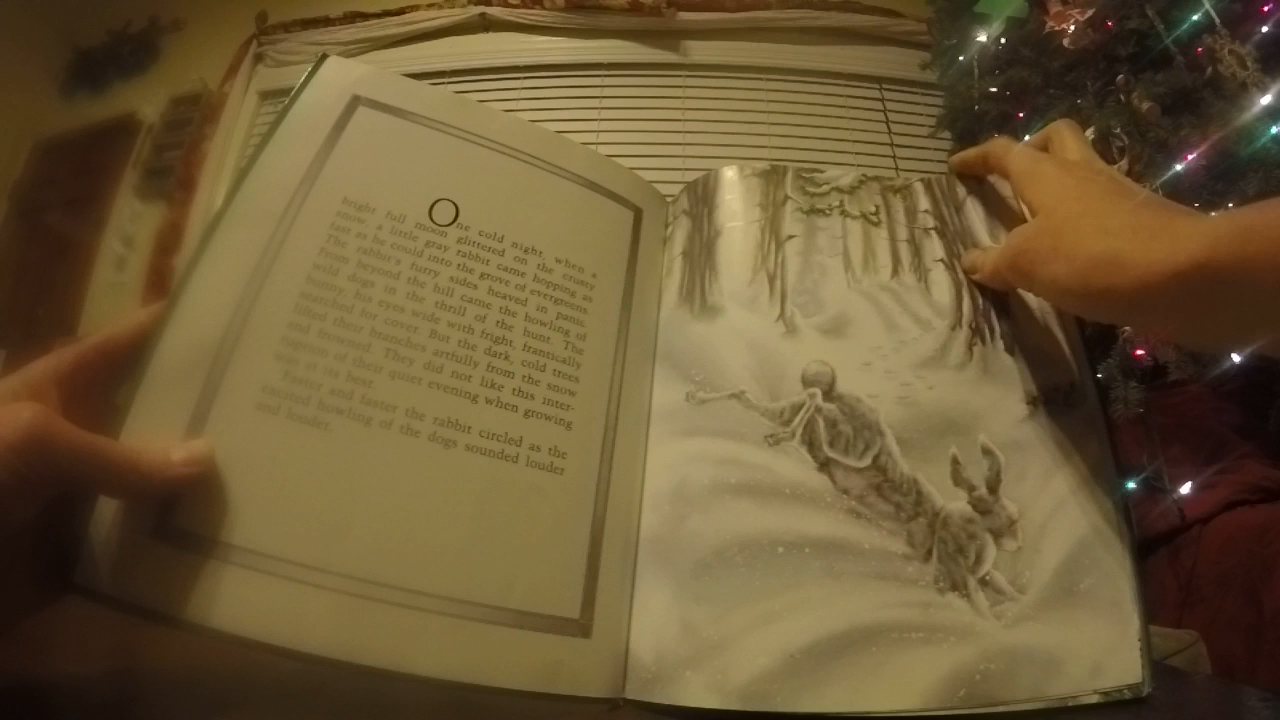 One cold night, when a
bright full moon glittered on the crusty
snow, a little gray rabbit came hopping as
fast as he could into the grove of evergreens.
The rabbit's furry sides heaved in panic.
From beyond the hill came the howling of
wild dogs in the thrill of the hunt. The
bunny, his eyes wide with fright, frantically
searched for cover. But the dark, cold trees
lifted their branches artfully from the snow
and frowned. They did not like this inter-
ruption of their quiet evening when growing
was at its best.
Faster and faster the rabbit circled as the
excited howling of the dogs sounded louder
and louder.